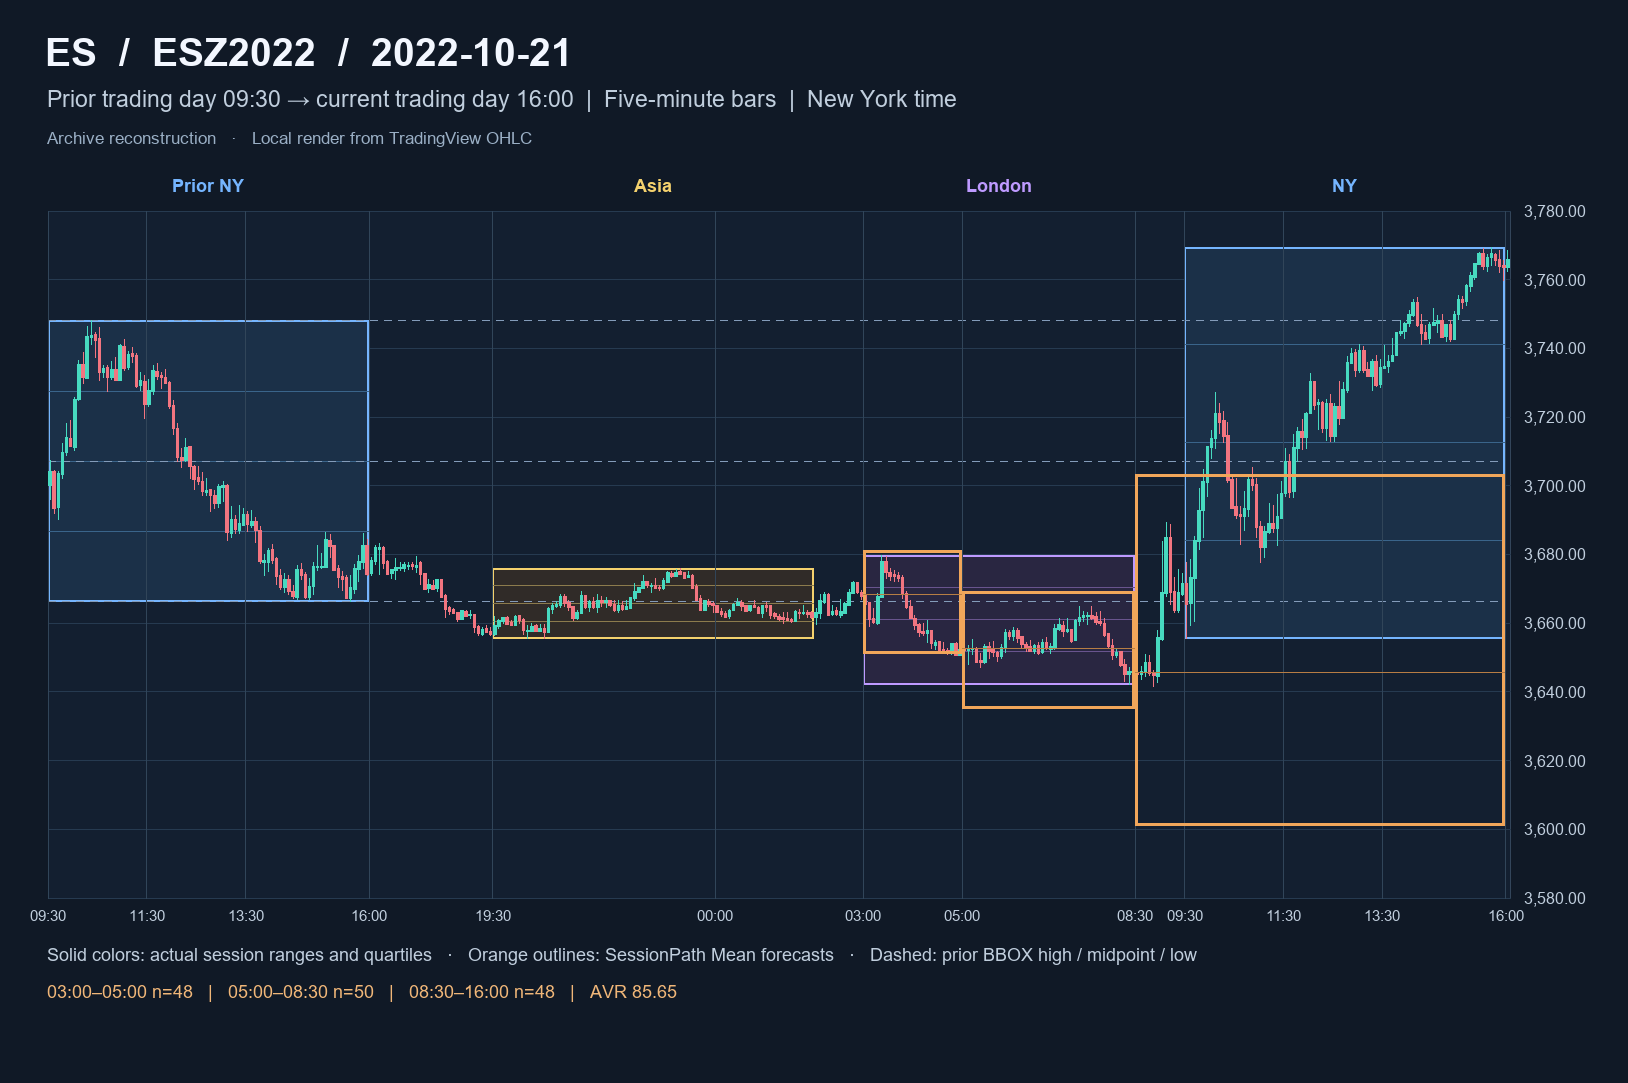 ES / ESZ2022 / 2022-10-21
Prior trading day 09:30 → current trading day 16:00 | Five-minute bars | New York time
Archive reconstruction · Local render from TradingView OHLC
Prior NY Asia London NY
3,780.00
3,760.00
3,740.00
3,720.00
3,700.00
3,680.00
3,660.00
3,640.00
3,620.00
3,600.00
3,580.00
09:30 11:30 13:30 16:00 19:30 00:00 03:00 05:00 08:30 09:30 11:30 13:30 16:00
Solid colors: actual session ranges and quartiles · Orange outlines: SessionPath Mean forecasts · Dashed: prior BBOX high / midpoint / low
03:00–05:00 n=48 | 05:00–08:30 n=50 | 08:30–16:00 n=48 | AVR 85.65